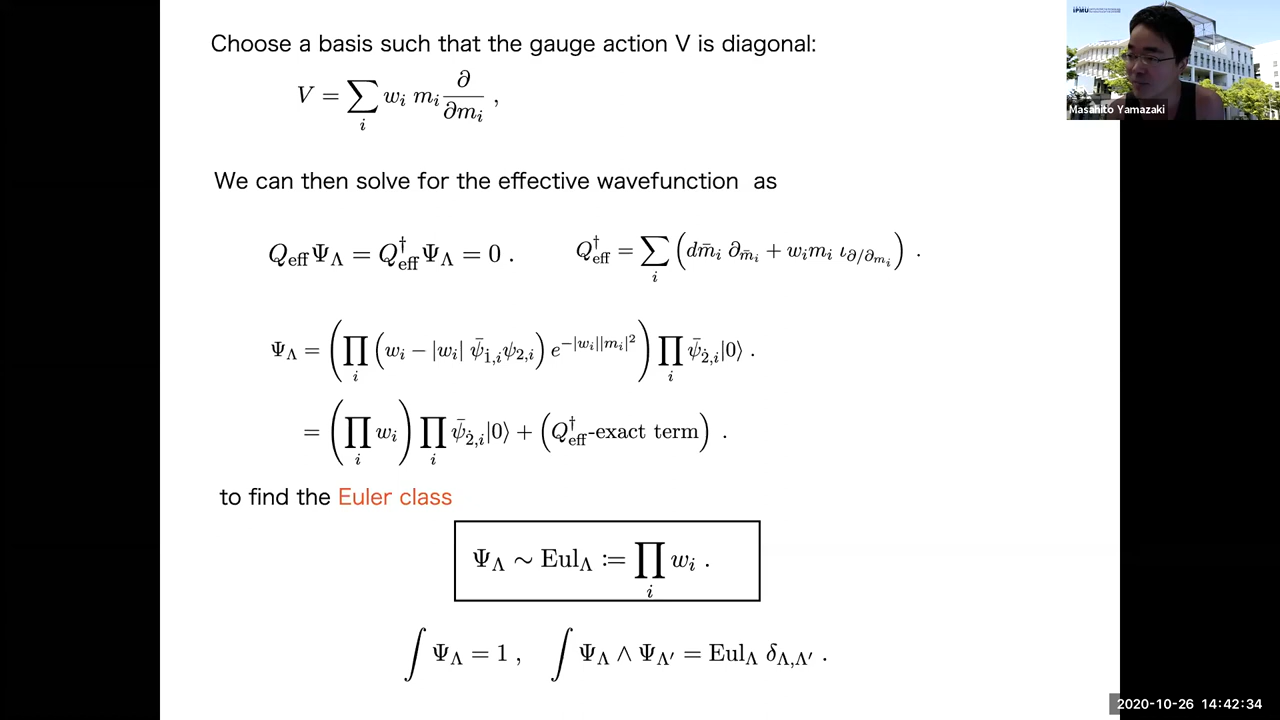 Choose a basis such that the gauge action V is diagonal:
V = ∑_i w_i m_i ∂/∂m_i ,
We can then solve for the effective wavefunction as
Q_eff Ψ_Λ = Q†_eff Ψ_Λ = 0 . Q†_eff = ∑_i ( dm̄_i ∂_{m̄_i} + w_i m_i ι_{∂/∂m_i} ) .
Ψ_Λ = ( ∏_i ( w_i − |w_i| ψ̄_{1̇,i} ψ_{2,i} ) e^{−|w_i||m_i|²} ) ∏_i ψ̄_{2̇,i} |0⟩ .
= ( ∏_i w_i ) ∏_i ψ̄_{2̇,i} |0⟩ + ( Q†_eff-exact term ) .
to find the Euler class
Ψ_Λ ∼ Eul_Λ := ∏_i w_i .
∫ Ψ_Λ = 1 , ∫ Ψ_Λ ∧ Ψ_Λ′ = Eul_Λ δ_{Λ,Λ′} .
IPMU
Masahito Yamazaki
2020-10-26 14:42:34